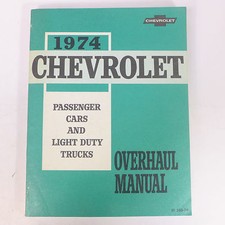 CHEVROLET
1974
CHEVROLET
PASSENGER
CARS
AND
LIGHT DUTY
TRUCKS
OVERHAUL
MANUAL